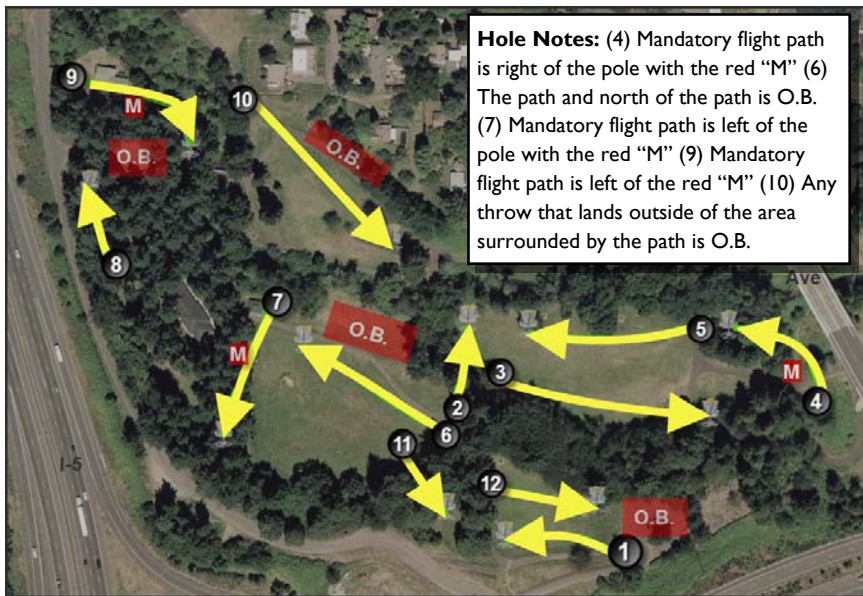 Hole Notes: (4) Mandatory flight path
is right of the pole with the red “M” (6)
The path and north of the path is O.B.
(7) Mandatory flight path is left of the
pole with the red “M” (9) Mandatory
flight path is left of the red “M” (10) Any
throw that lands outside of the area
surrounded by the path is O.B.
9
M
10
O.B.
O.B.
8
Ave
7
O.B.
M
5
3
M
4
2
6
11
I-5
12
O.B.
1